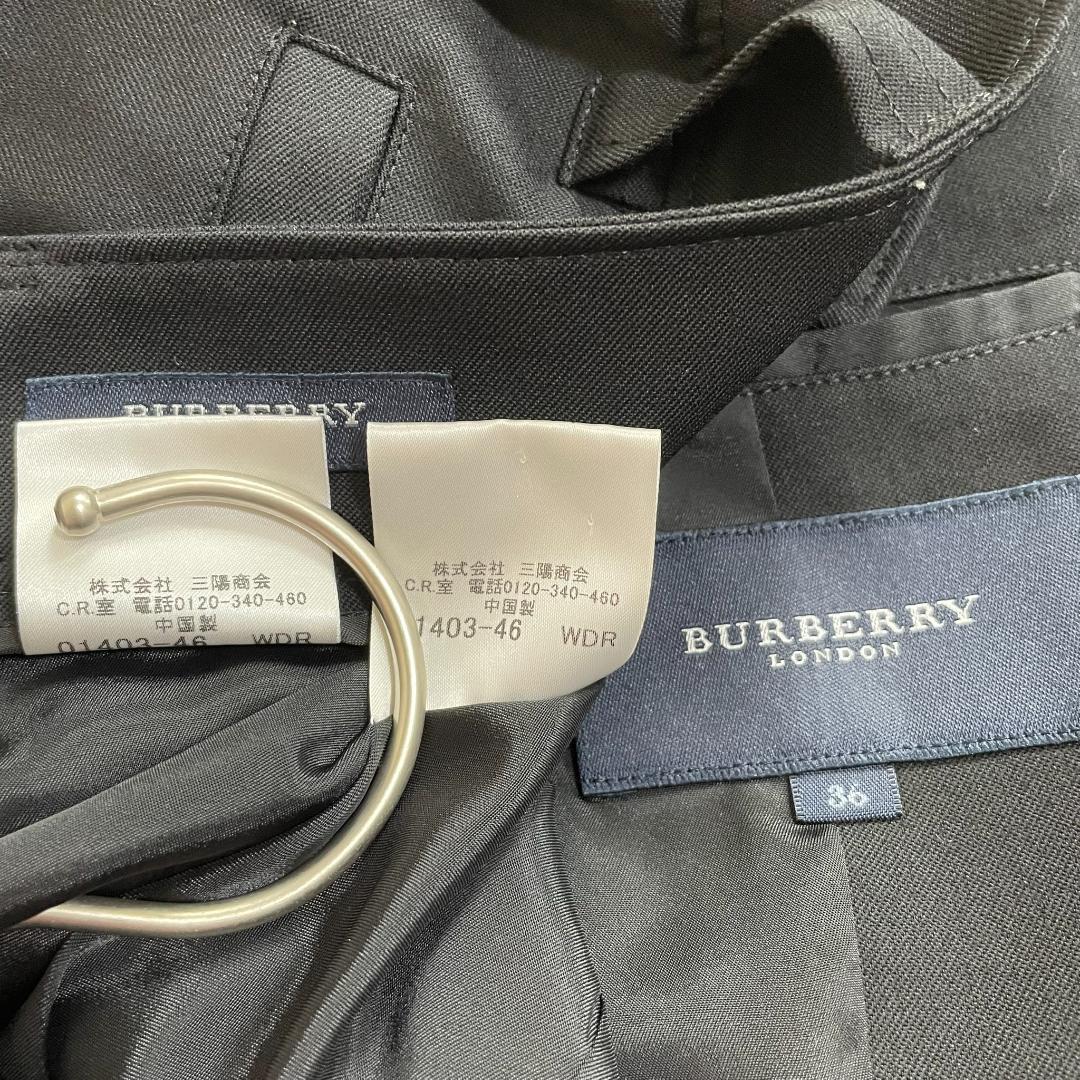 BURBERRY
株式会社 三陽商会
C.R.室 電話0120-340-460
中国製
01403-46 WDR
株式会社 三陽商会
C.R.室 電話0120-340-460
中国製
1403-46 WDR
BURBERRY
LONDON
36